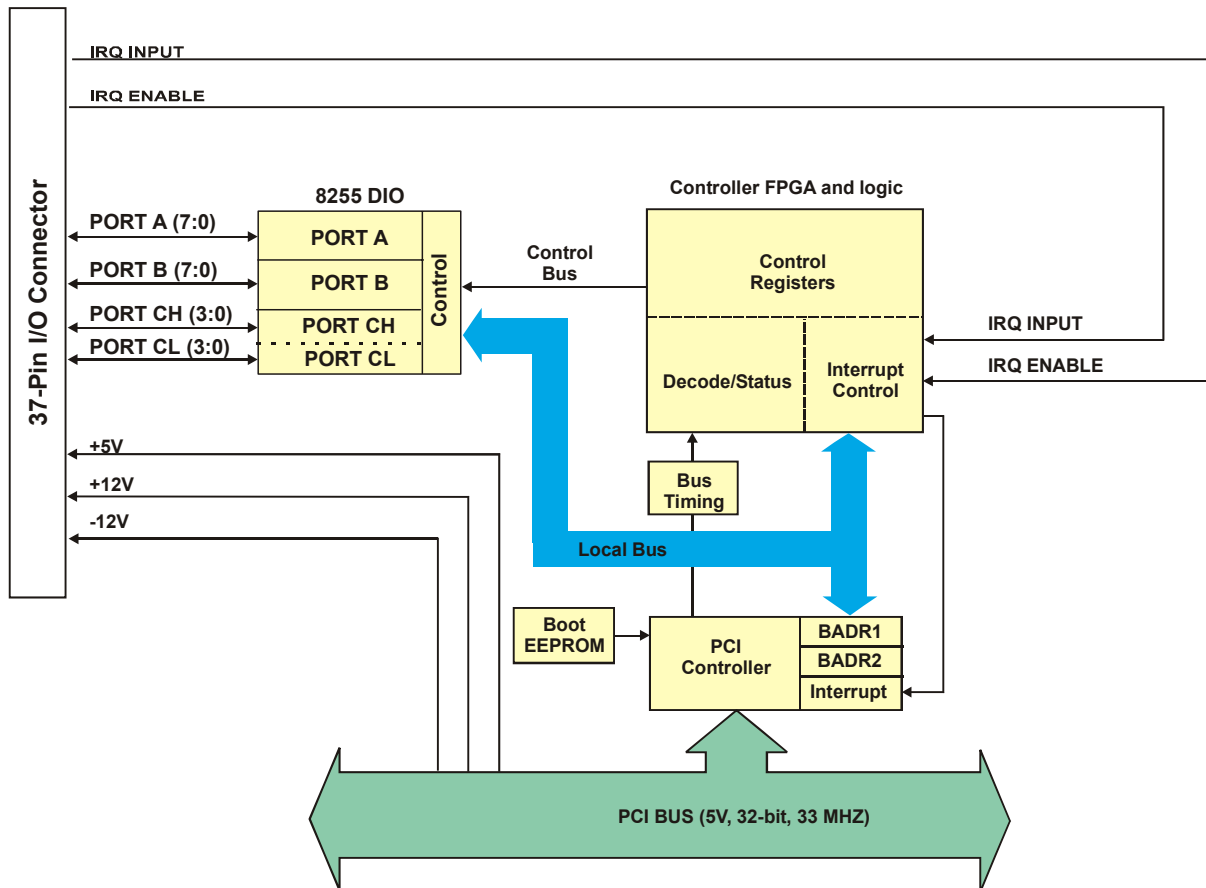 37-Pin I/O Connector
IRQ INPUT
IRQ ENABLE
8255 DIO
Controller FPGA and logic
PORT A (7:0)
PORT B (7:0)
PORT CH (3:0)
PORT CL (3:0)
PORT A
PORT B
PORT CH
PORT CL
Control
Control
Bus
Control
Registers
Decode/Status
Interrupt
Control
IRQ INPUT
IRQ ENABLE
+5V
+12V
-12V
Bus
Timing
Local Bus
Boot
EEPROM
PCI
Controller
BADR1
BADR2
Interrupt
PCI BUS (5V, 32-bit, 33 MHZ)